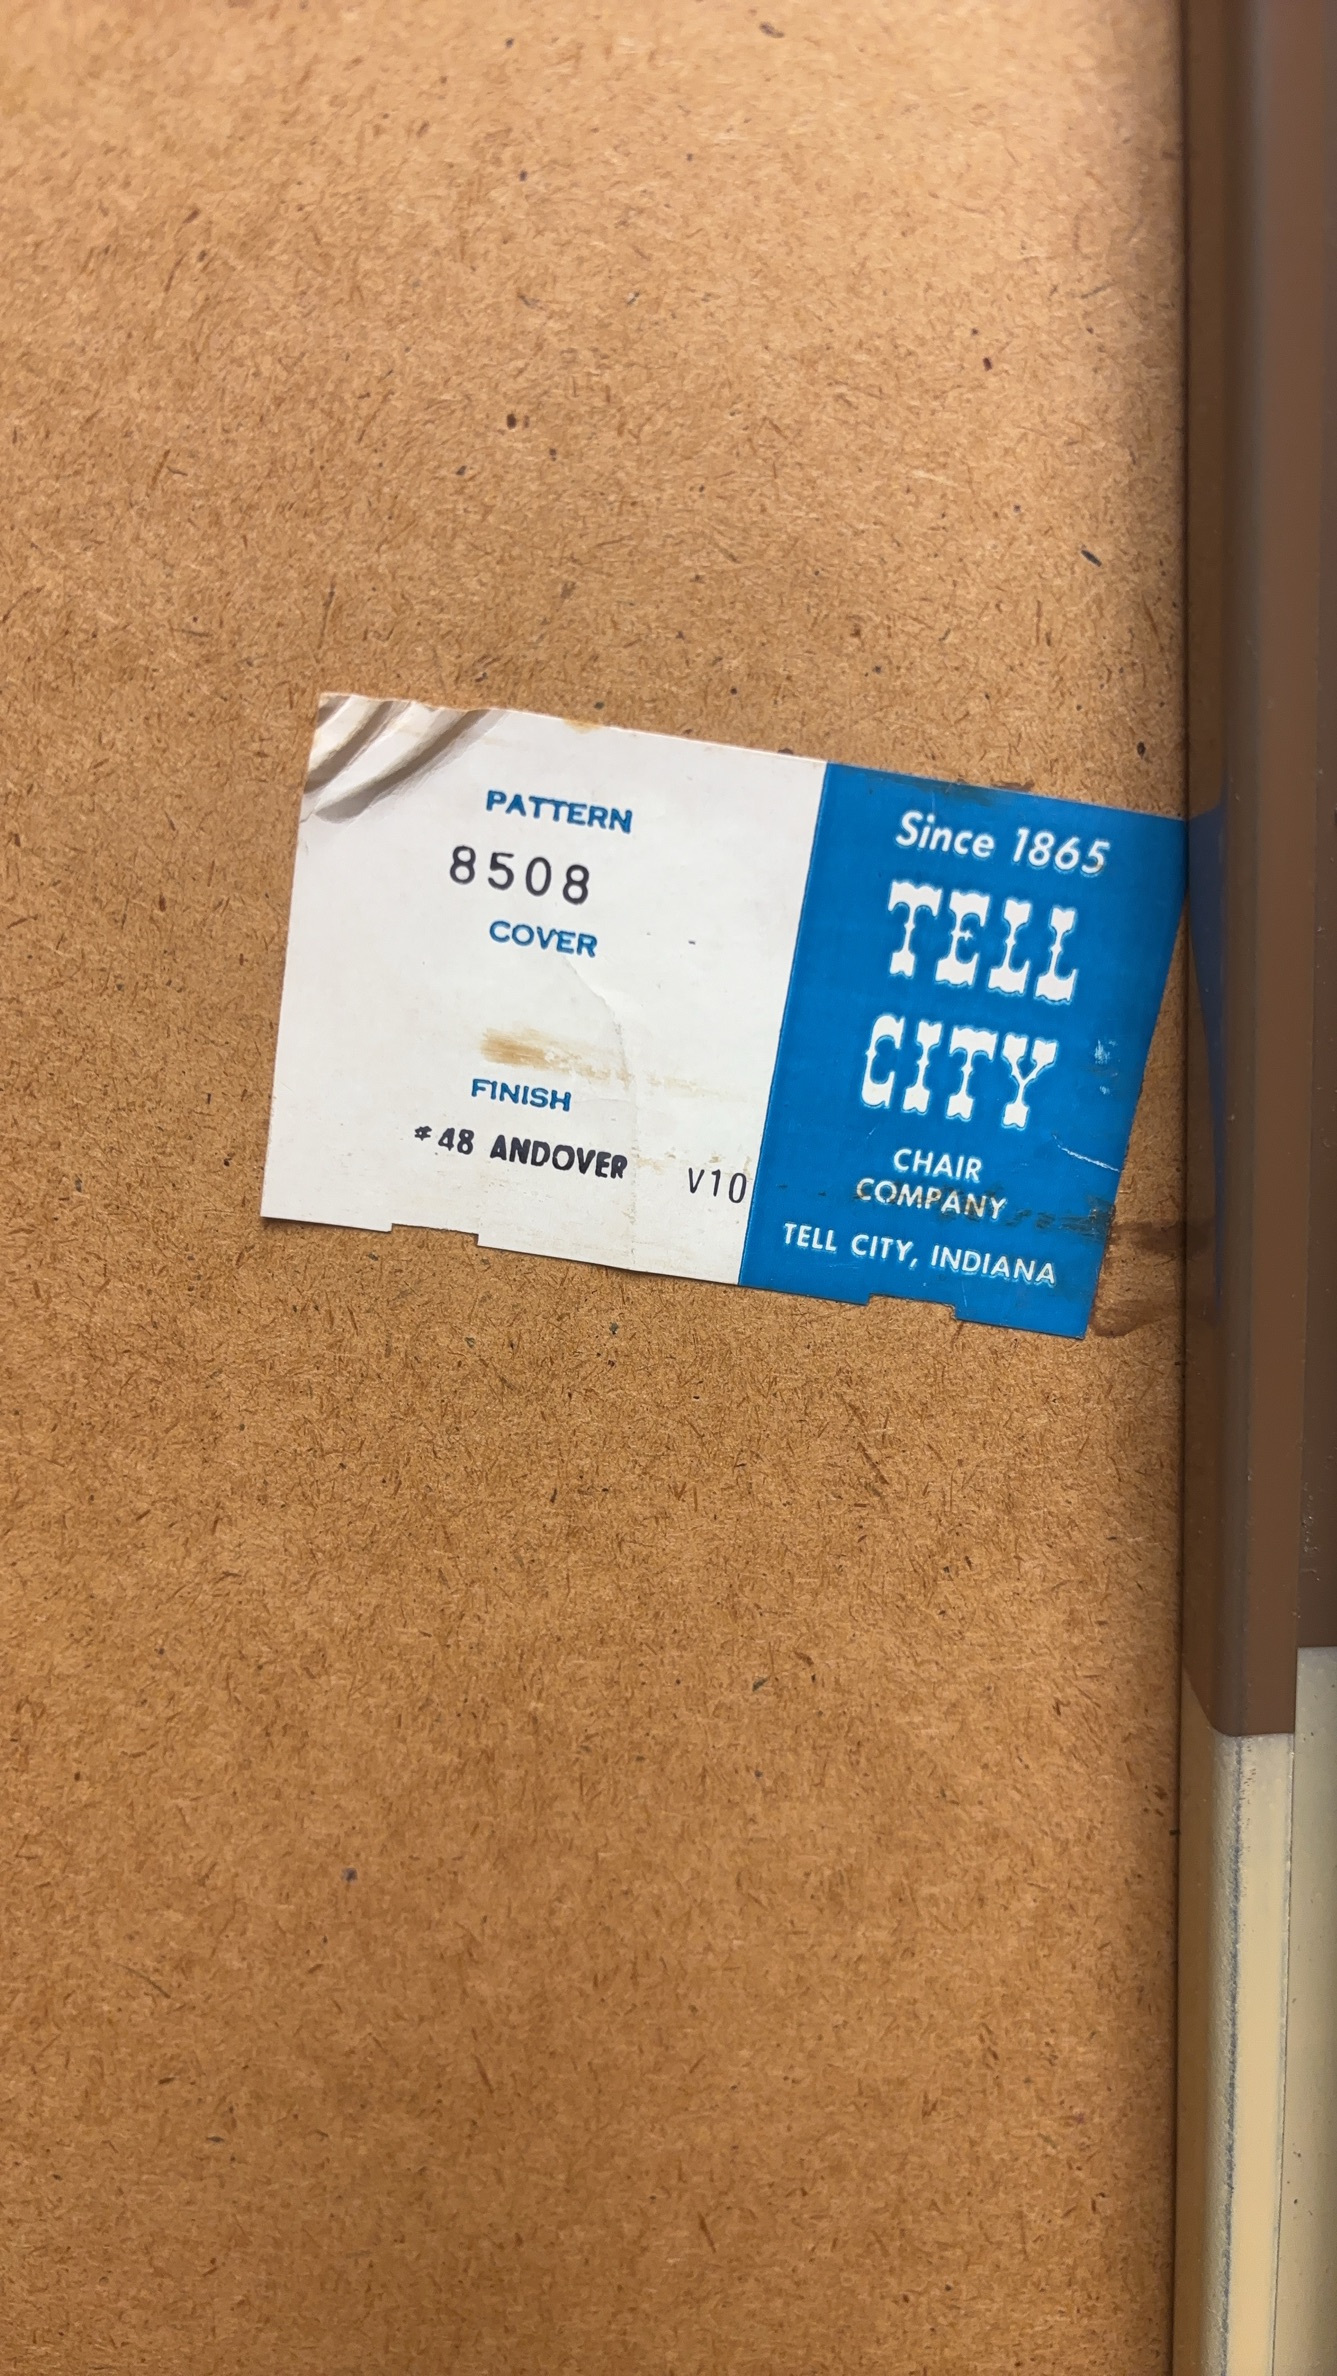 PATTERN
8508
COVER
FINISH
#48 ANDOVER V10
Since 1865
TELL
CITY
CHAIR
COMPANY
TELL CITY, INDIANA